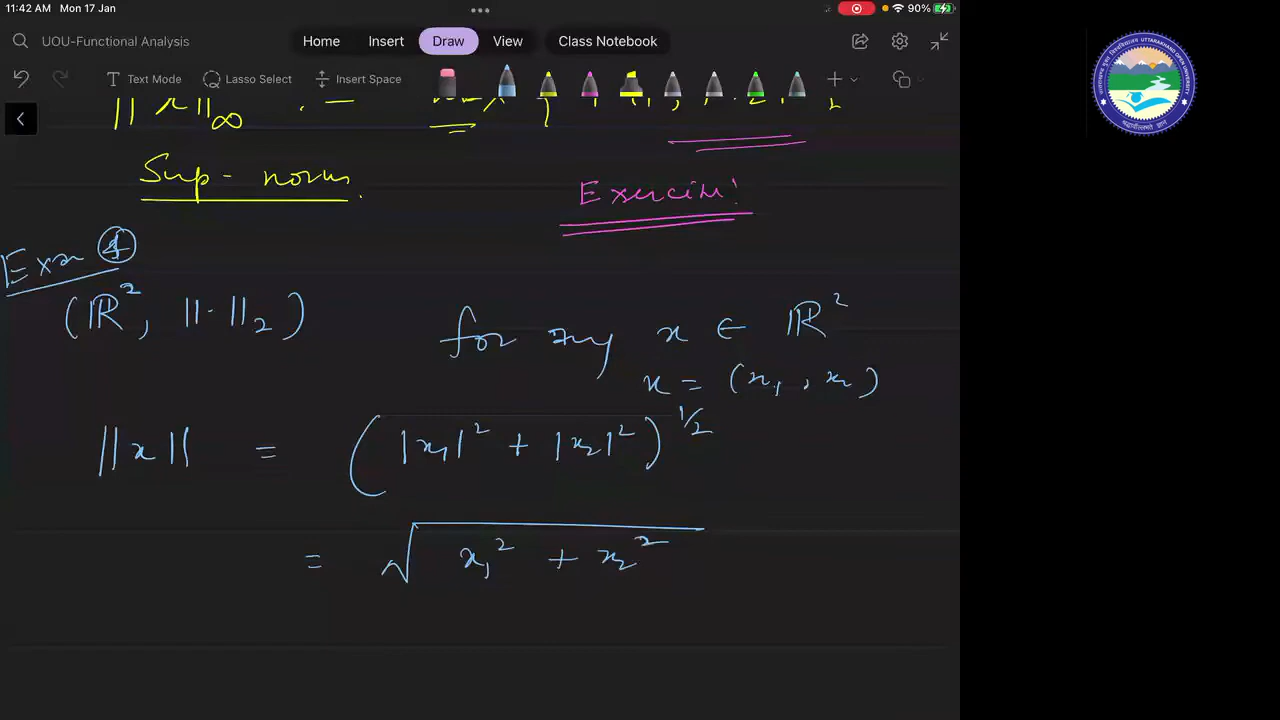 11:42 AM Mon 17 Jan
90%
UOU-Functional Analysis
Home Insert Draw View Class Notebook
Text Mode Lasso Select Insert Space
||x||∞ :=
Sup-norm.
Exercise!
Exm ④
(ℝ², ||·||₂) for any x ∈ ℝ²
x = (x₁, x₂)
||x|| = (|x₁|² + |x₂|²)^1/2
= √(x₁² + x₂²)